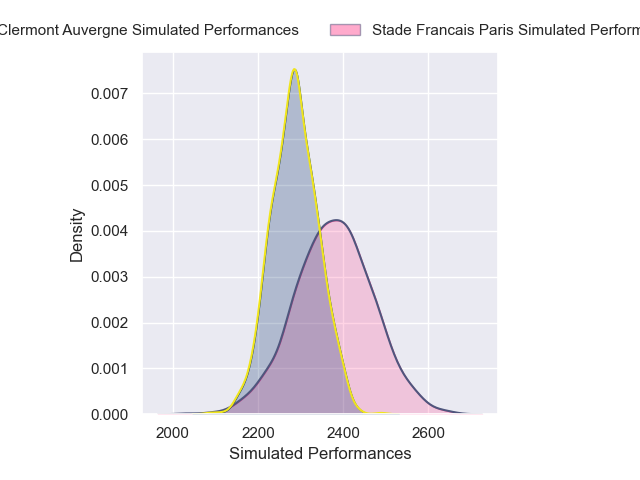 Clermont Auvergne Simulated Performances Stade Francais Paris Simulated Perform
0.007
0.006
0.005
0.004
0.003
0.002
0.001
0.000
Density
2000 2200 2400 2600
Simulated Performances